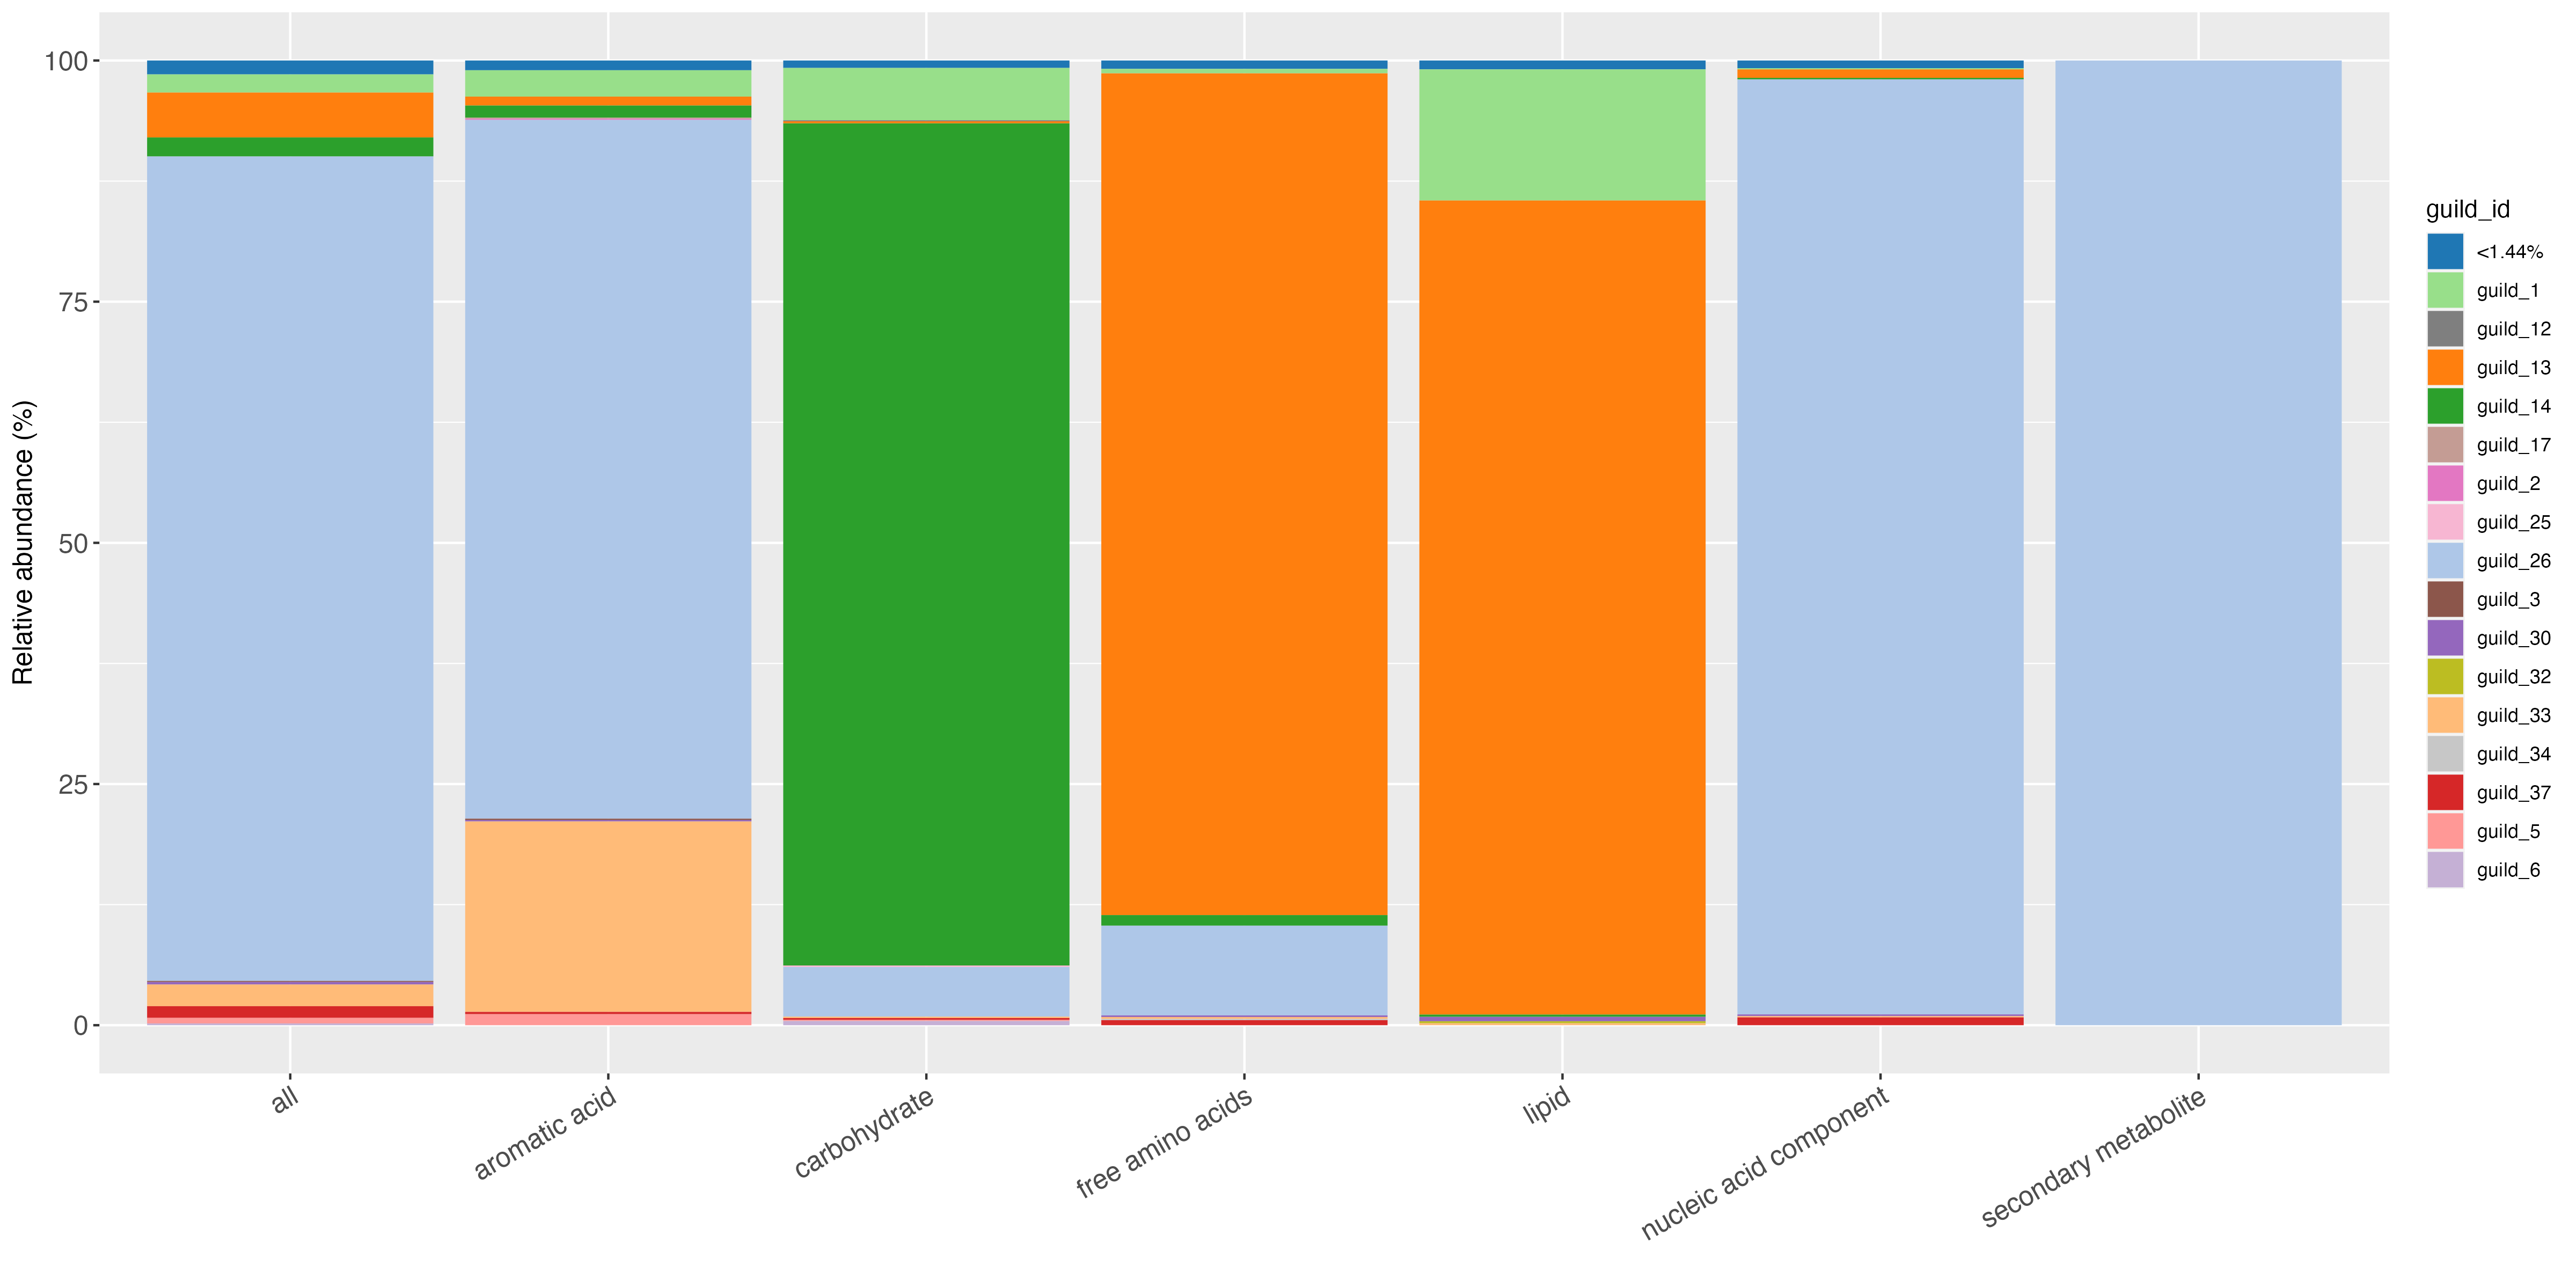 100
75
50
25
0
Relative abundance (%)
all
aromatic acid
carbohydrate
free amino acids
lipid
nucleic acid component
secondary metabolite
guild_id
<1.44%
guild_1
guild_12
guild_13
guild_14
guild_17
guild_2
guild_25
guild_26
guild_3
guild_30
guild_32
guild_33
guild_34
guild_37
guild_5
guild_6